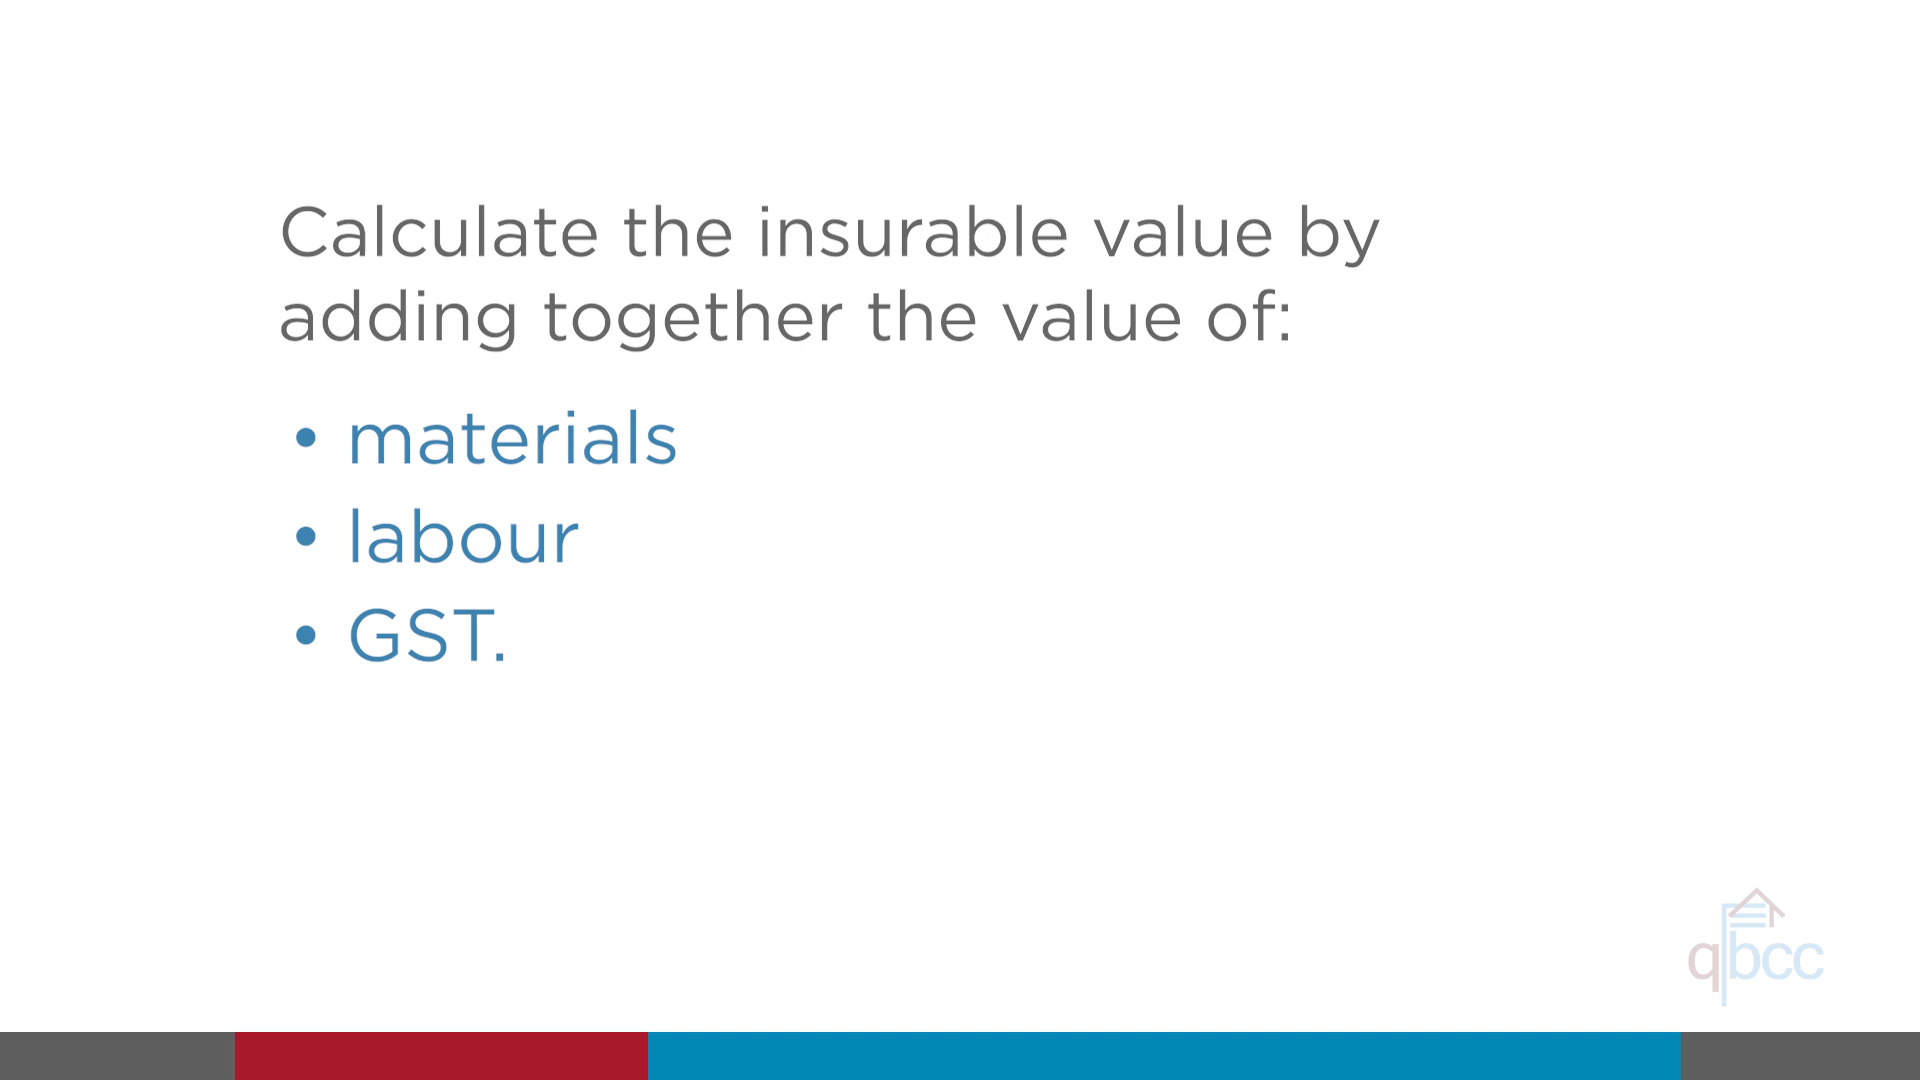 Calculate the insurable value by
adding together the value of:
• materials
• labour
• GST.
qbcc